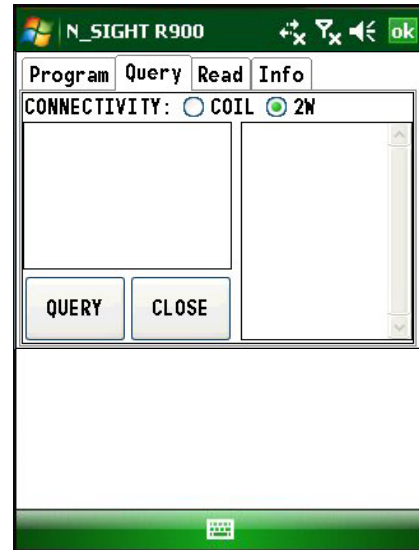 N_SIGHT R900 ok
Program Query Read Info
CONNECTIVITY: COIL 2W
QUERY CLOSE